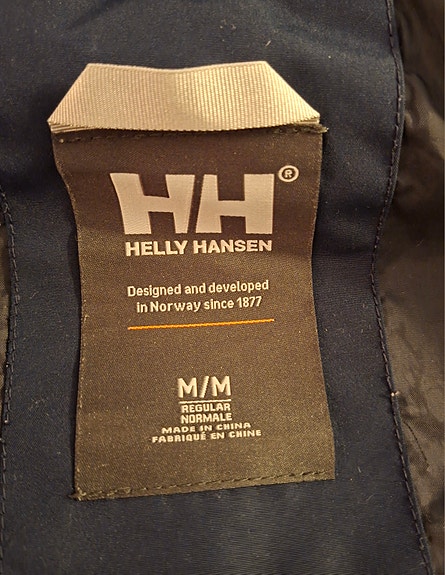 HH®
HELLY HANSEN
Designed and developed
in Norway since 1877
M/M
REGULAR
NORMALE
MADE IN CHINA
FABRIQUÉ EN CHINE